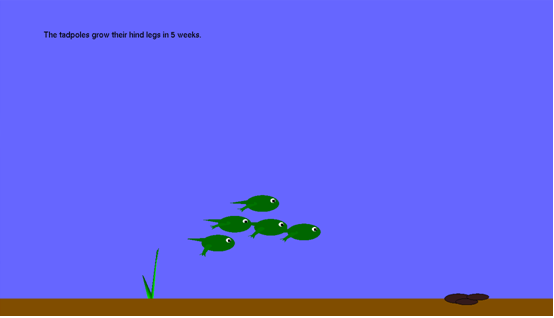 The tadpoles grow their hind legs in 5 weeks.